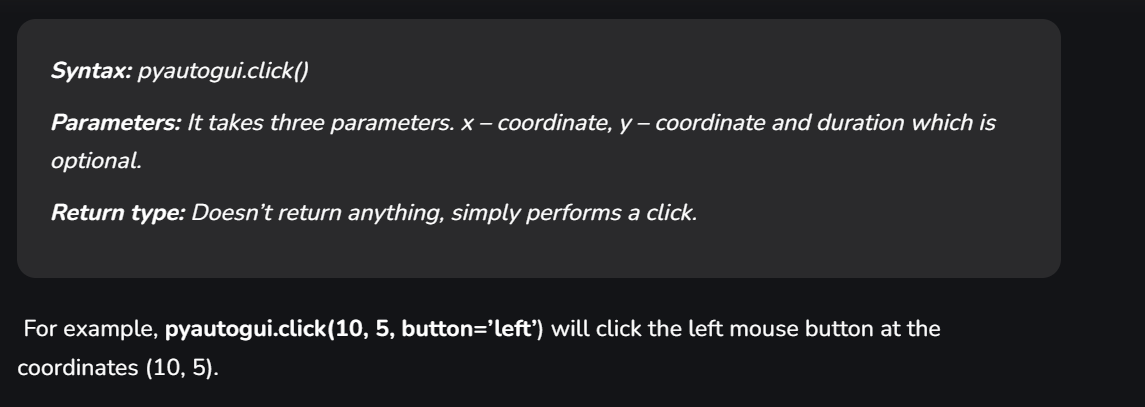 Syntax: pyautogui.click()
Parameters: It takes three parameters. x – coordinate, y – coordinate and duration which is
optional.
Return type: Doesn’t return anything, simply performs a click.
For example, pyautogui.click(10, 5, button=’left’) will click the left mouse button at the
coordinates (10, 5).